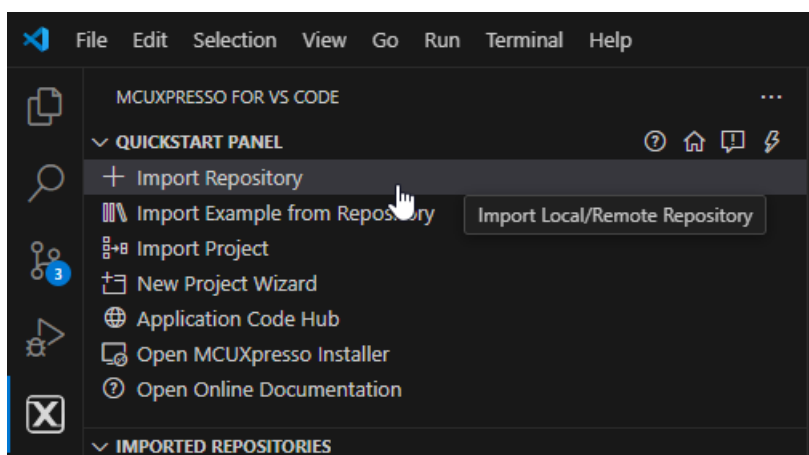 File Edit Selection View Go Run Terminal Help
MCUXPRESSO FOR VS CODE
QUICKSTART PANEL
Import Repository
Import Example from Repository
Import Local/Remote Repository
Import Project
3
New Project Wizard
Application Code Hub
Open MCUXpresso Installer
Open Online Documentation
IMPORTED REPOSITORIES